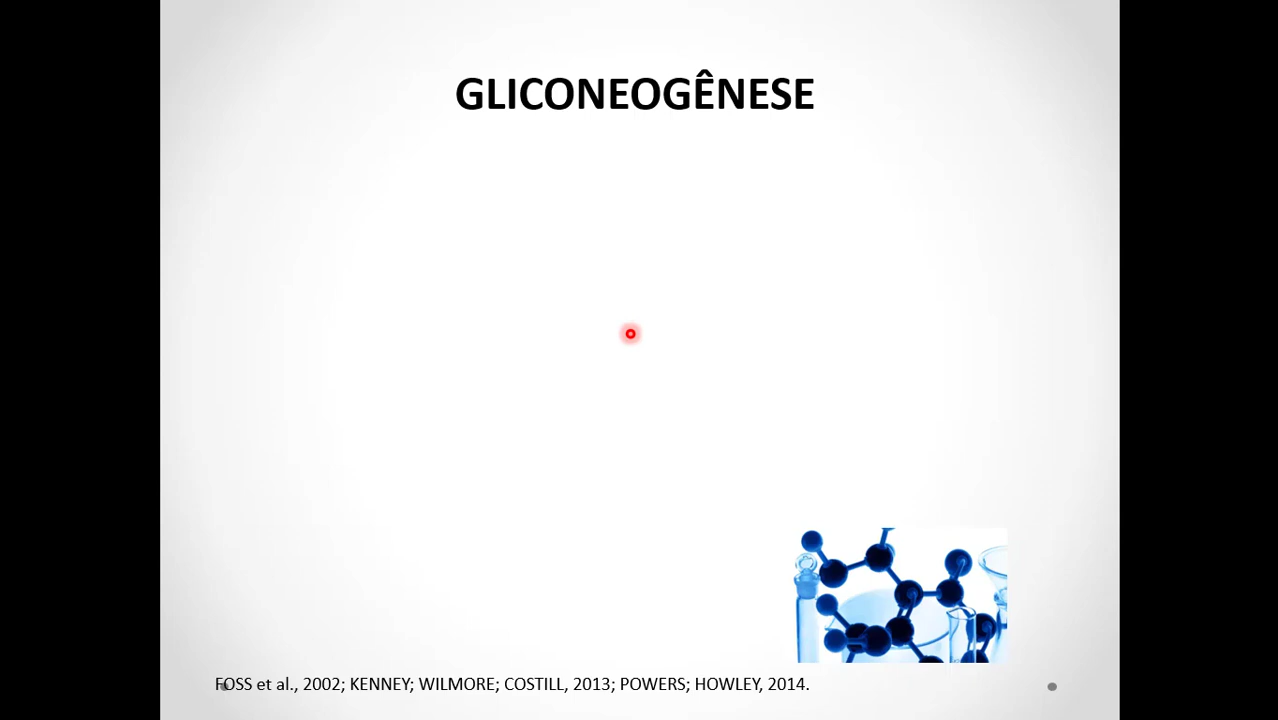 GLICONEOGÊNESE
FOSS et al., 2002; KENNEY; WILMORE; COSTILL, 2013; POWERS; HOWLEY, 2014.